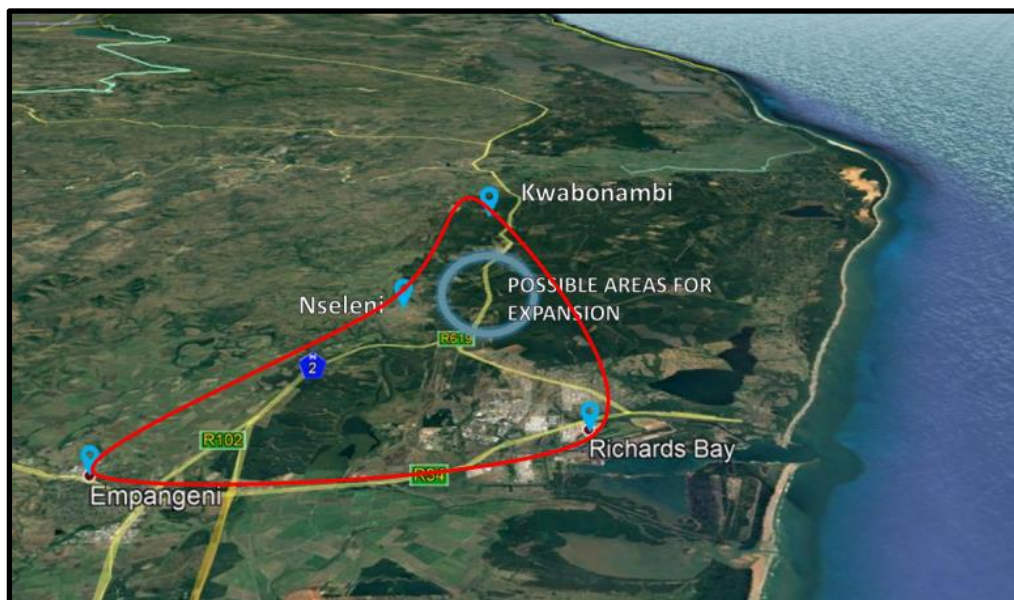 Kwabonambi
POSSIBLE AREAS FOR
EXPANSION
Nseleni
R619
N
2
R102
Richards Bay
R34
Empangeni